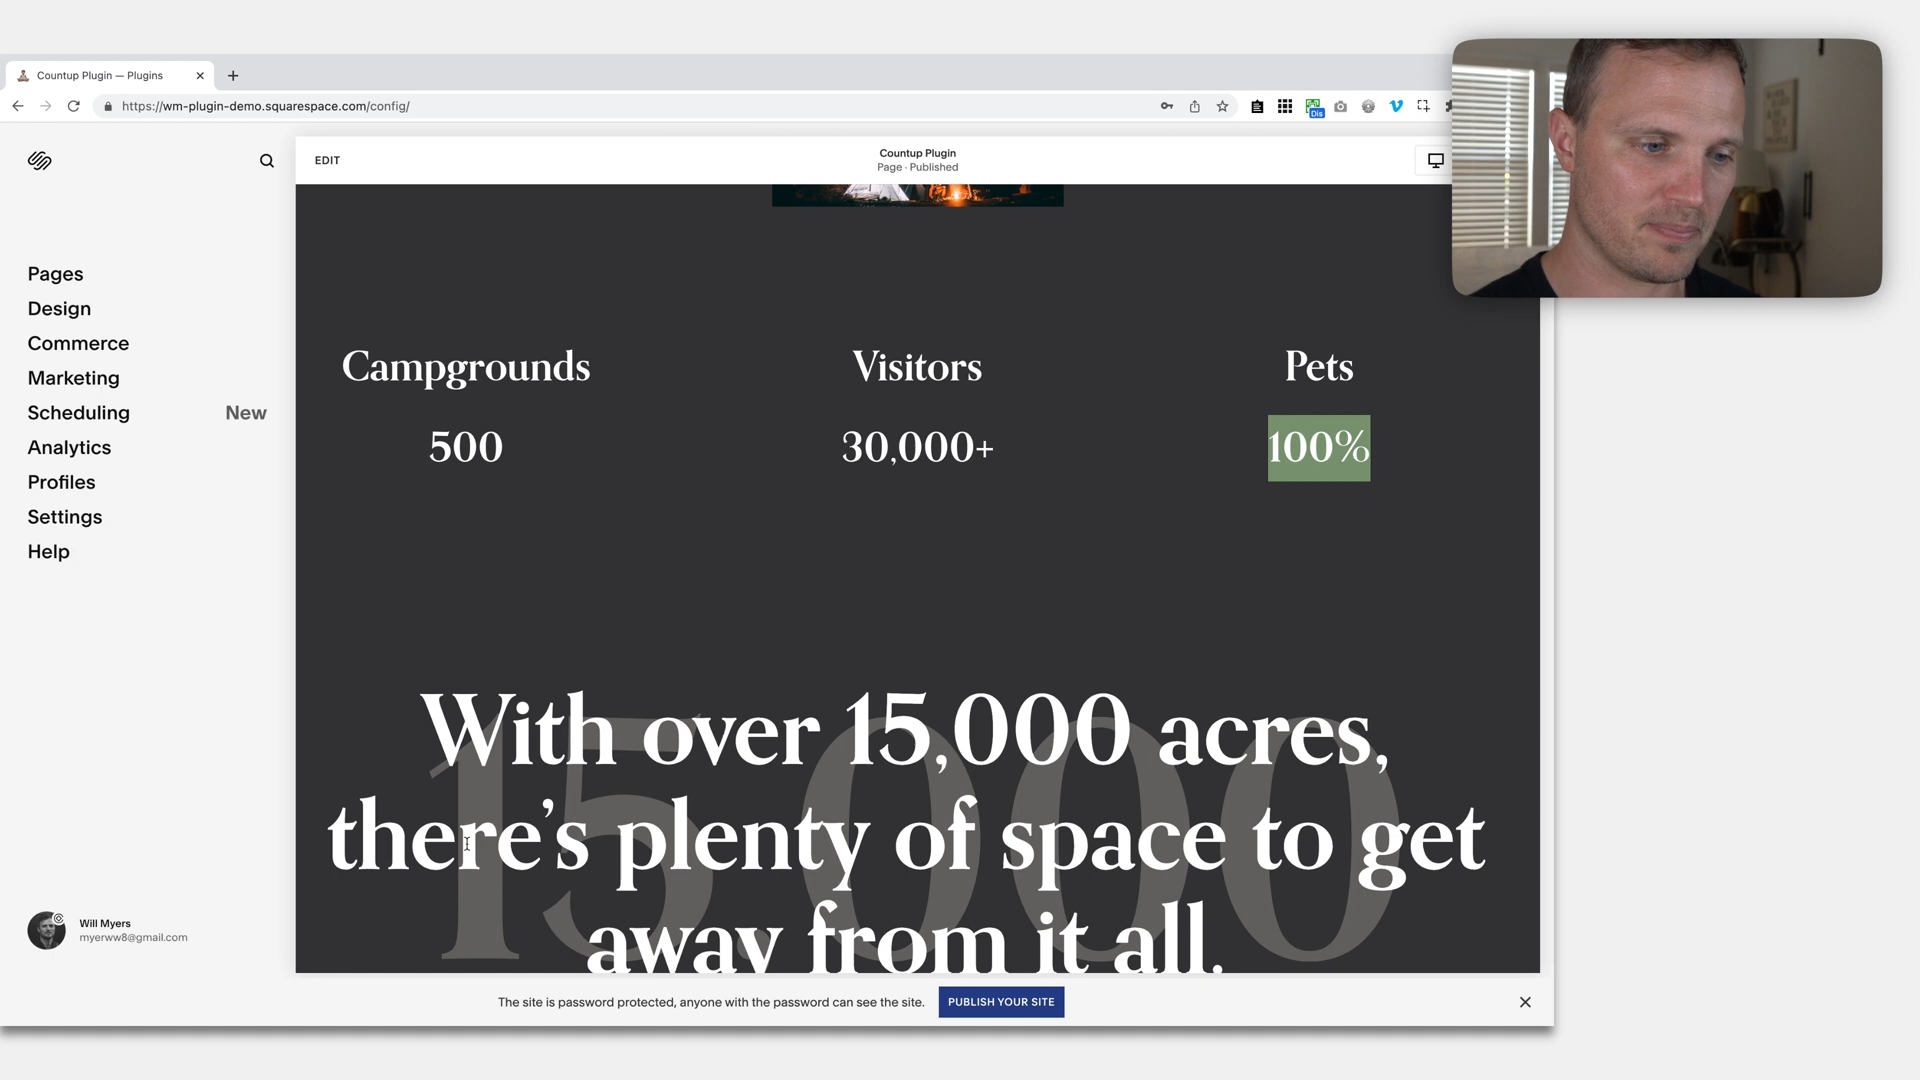 Countup Plugin — Plugins
https://wm-plugin-demo.squarespace.com/config/
Dis
EDIT
Countup Plugin
Page · Published
Pages
Design
Commerce
Marketing
Scheduling New
Analytics
Profiles
Settings
Help
Campgrounds
Visitors
Pets
500
30,000+
100%
15,000
With over 15,000 acres,
there’s plenty of space to get
away from it all.
Will Myers
myerww8@gmail.com
The site is password protected, anyone with the password can see the site.
PUBLISH YOUR SITE